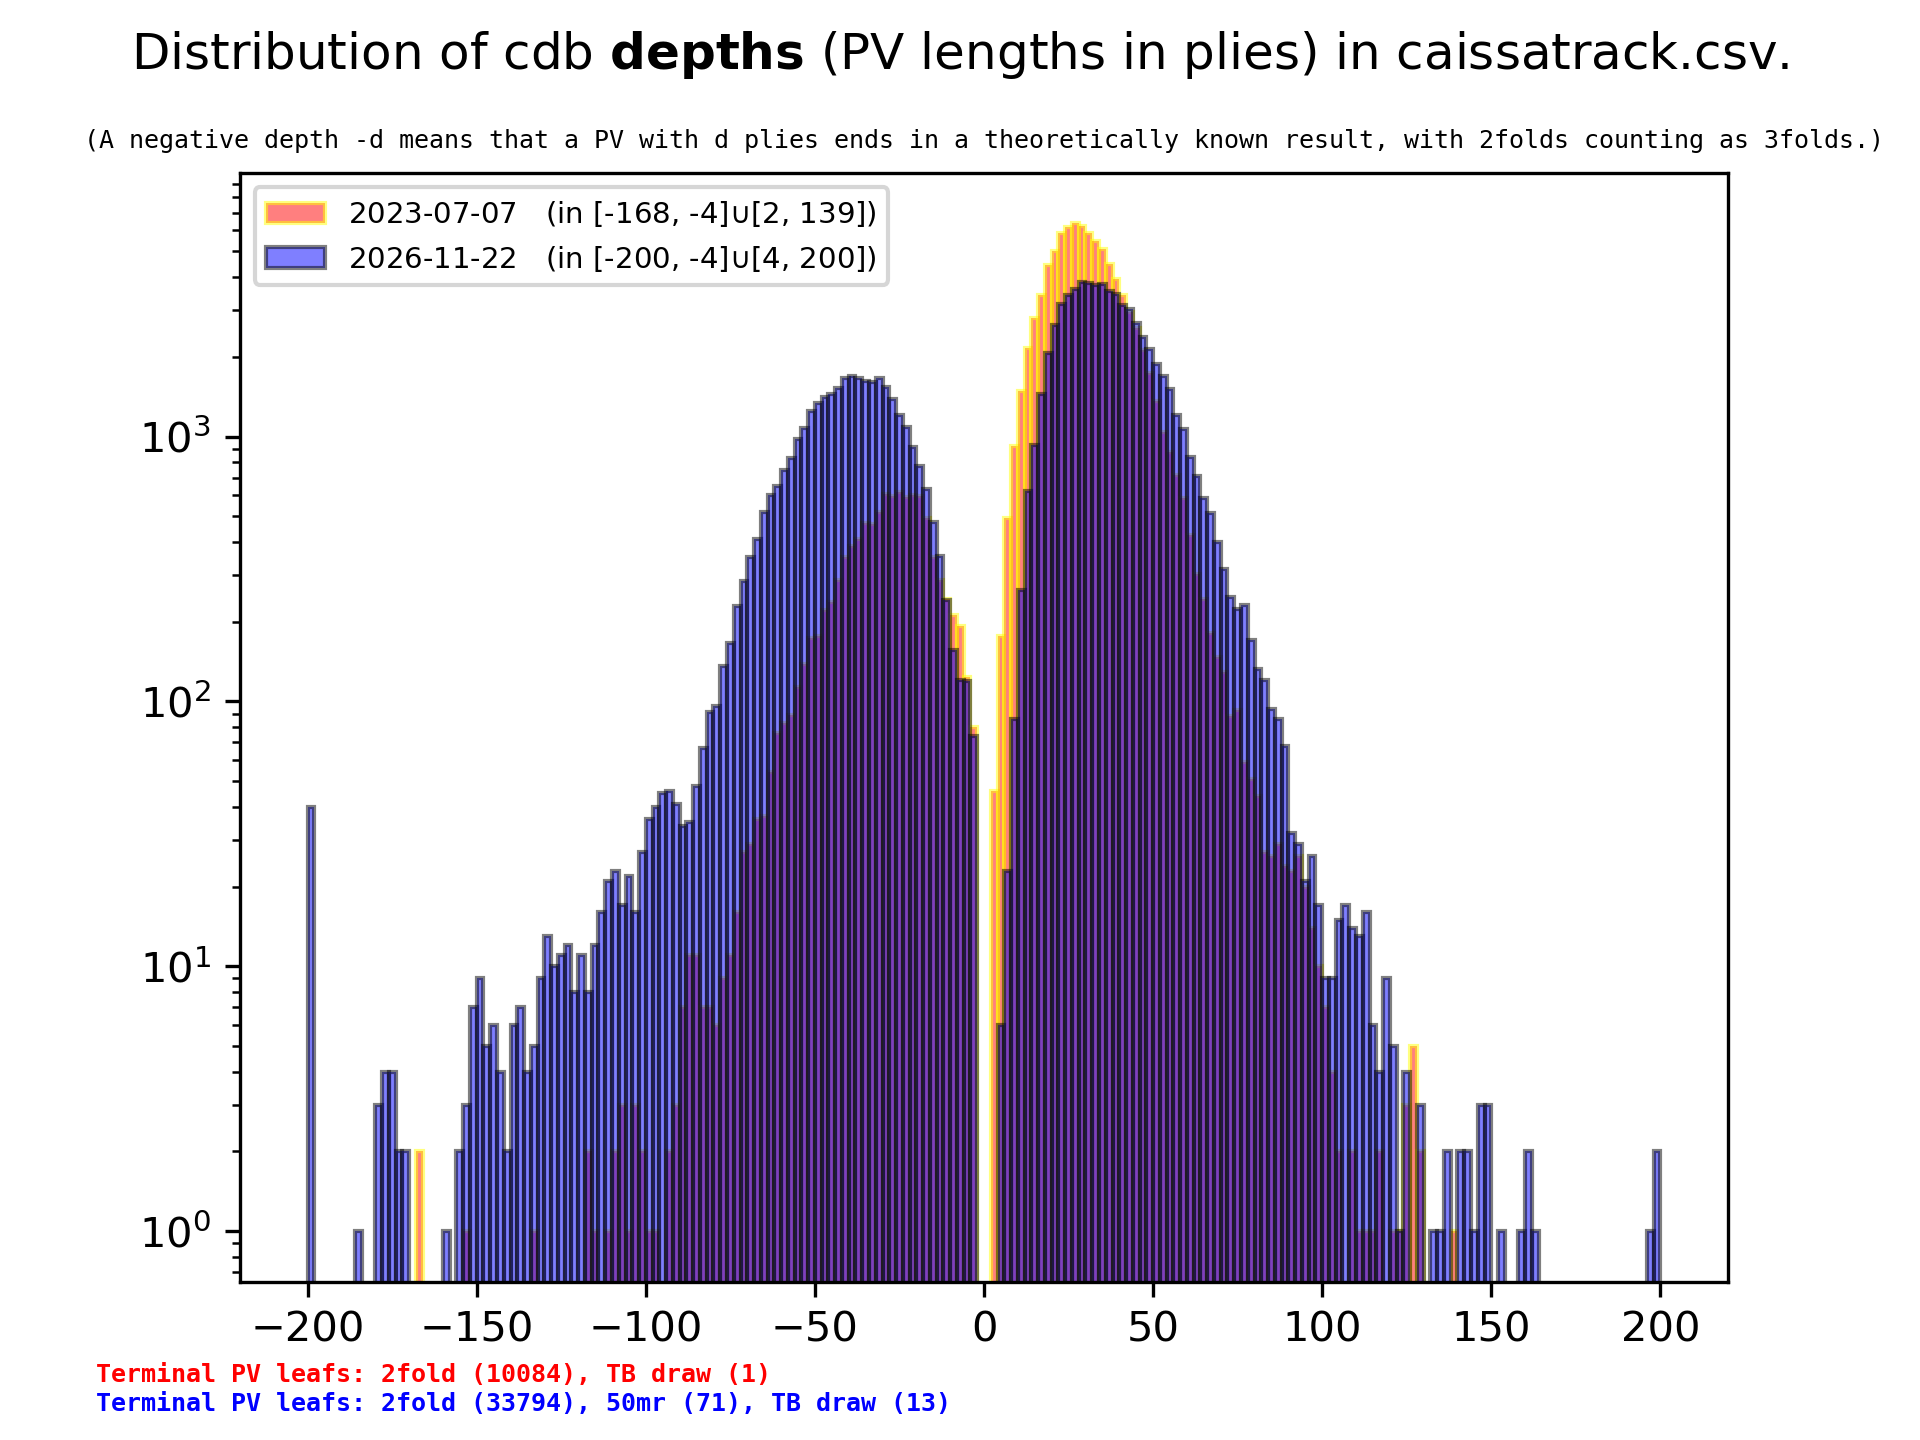 Distribution of cdb depths (PV lengths in plies) in caissatrack.csv.
(A negative depth -d means that a PV with d plies ends in a theoretically known result, with 2folds counting as 3folds.)
2023-07-07 (in [-168, -4]∪[2, 139])
2026-11-22 (in [-200, -4]∪[4, 200])
10³
10²
10¹
10⁰
−200 −150 −100 −50 0 50 100 150 200
Terminal PV leafs: 2fold (10084), TB draw (1)
Terminal PV leafs: 2fold (33794), 50mr (71), TB draw (13)